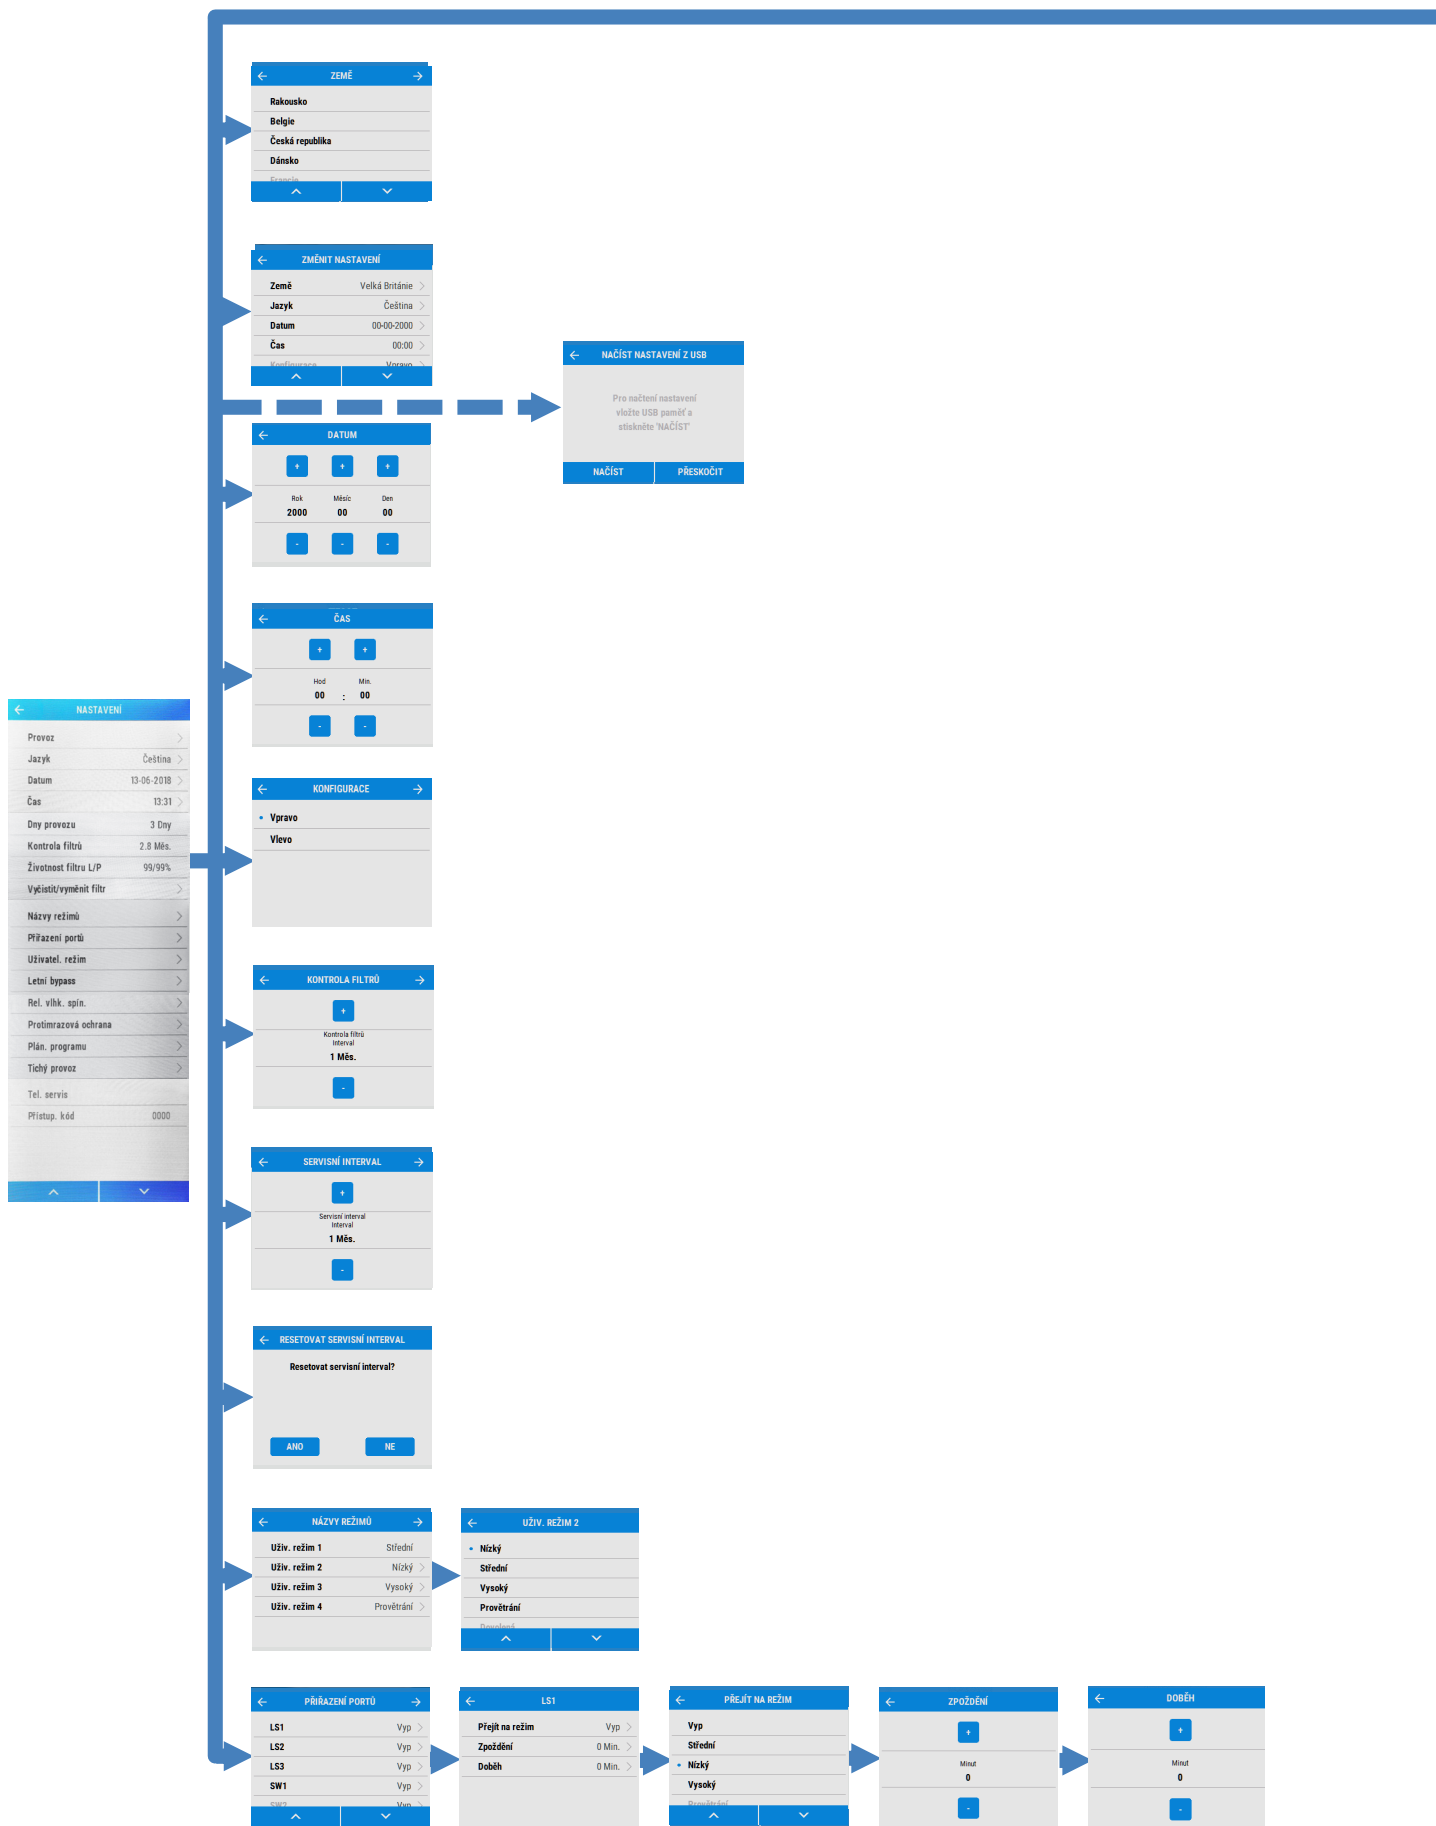 ZEMĚ
Rakousko
Belgie
Česká republika
Dánsko
Francie
ZMĚNIT NASTAVENÍ
Země Velká Británie
Jazyk Čeština
Datum 00-00-2000
Čas 00:00
Konfigurace Vpravo
NAČÍST NASTAVENÍ Z USB
Pro načtení nastavení
vložte USB paměť a
stiskněte 'NAČÍST'
NAČÍST PŘESKOČIT
DATUM
+ + +
Rok Měsíc Den
2000 00 00
- - -
ČAS
+ +
Hod Min.
00 : 00
- -
NASTAVENÍ
Provoz
Jazyk Čeština
Datum 13-06-2018
Čas 13:31
Dny provozu 3 Dny
Kontrola filtrů 2.8 Měs.
Životnost filtru L/P 99/99%
Vyčistit/vyměnit filtr
Názvy režimů
Přiřazení portů
Uživatel. režim
Letní bypass
Rel. vlhk. spín.
Protimrazová ochrana
Plán. programu
Tichý provoz
Tel. servis
Přístup. kód 0000
KONFIGURACE
Vpravo
Vlevo
KONTROLA FILTRŮ
+
Kontrola filtrů
Interval
1 Měs.
-
SERVISNÍ INTERVAL
+
Servisní interval
Interval
1 Měs.
-
RESETOVAT SERVISNÍ INTERVAL
Resetovat servisní interval?
ANO NE
NÁZVY REŽIMŮ
Uživ. režim 1 Střední
Uživ. režim 2 Nízký
Uživ. režim 3 Vysoký
Uživ. režim 4 Provětrání
UŽIV. REŽIM 2
Nízký
Střední
Vysoký
Provětrání
Dovolená
PŘIŘAZENÍ PORTŮ
LS1 Vyp
LS2 Vyp
LS3 Vyp
SW1 Vyp
SW2 Vyp
LS1
Přejít na režim Vyp
Zpoždění 0 Min.
Doběh 0 Min.
PŘEJÍT NA REŽIM
Vyp
Střední
Nízký
Vysoký
Provětrání
ZPOŽDĚNÍ
+
Minut
0
-
DOBĚH
+
Minut
0
-